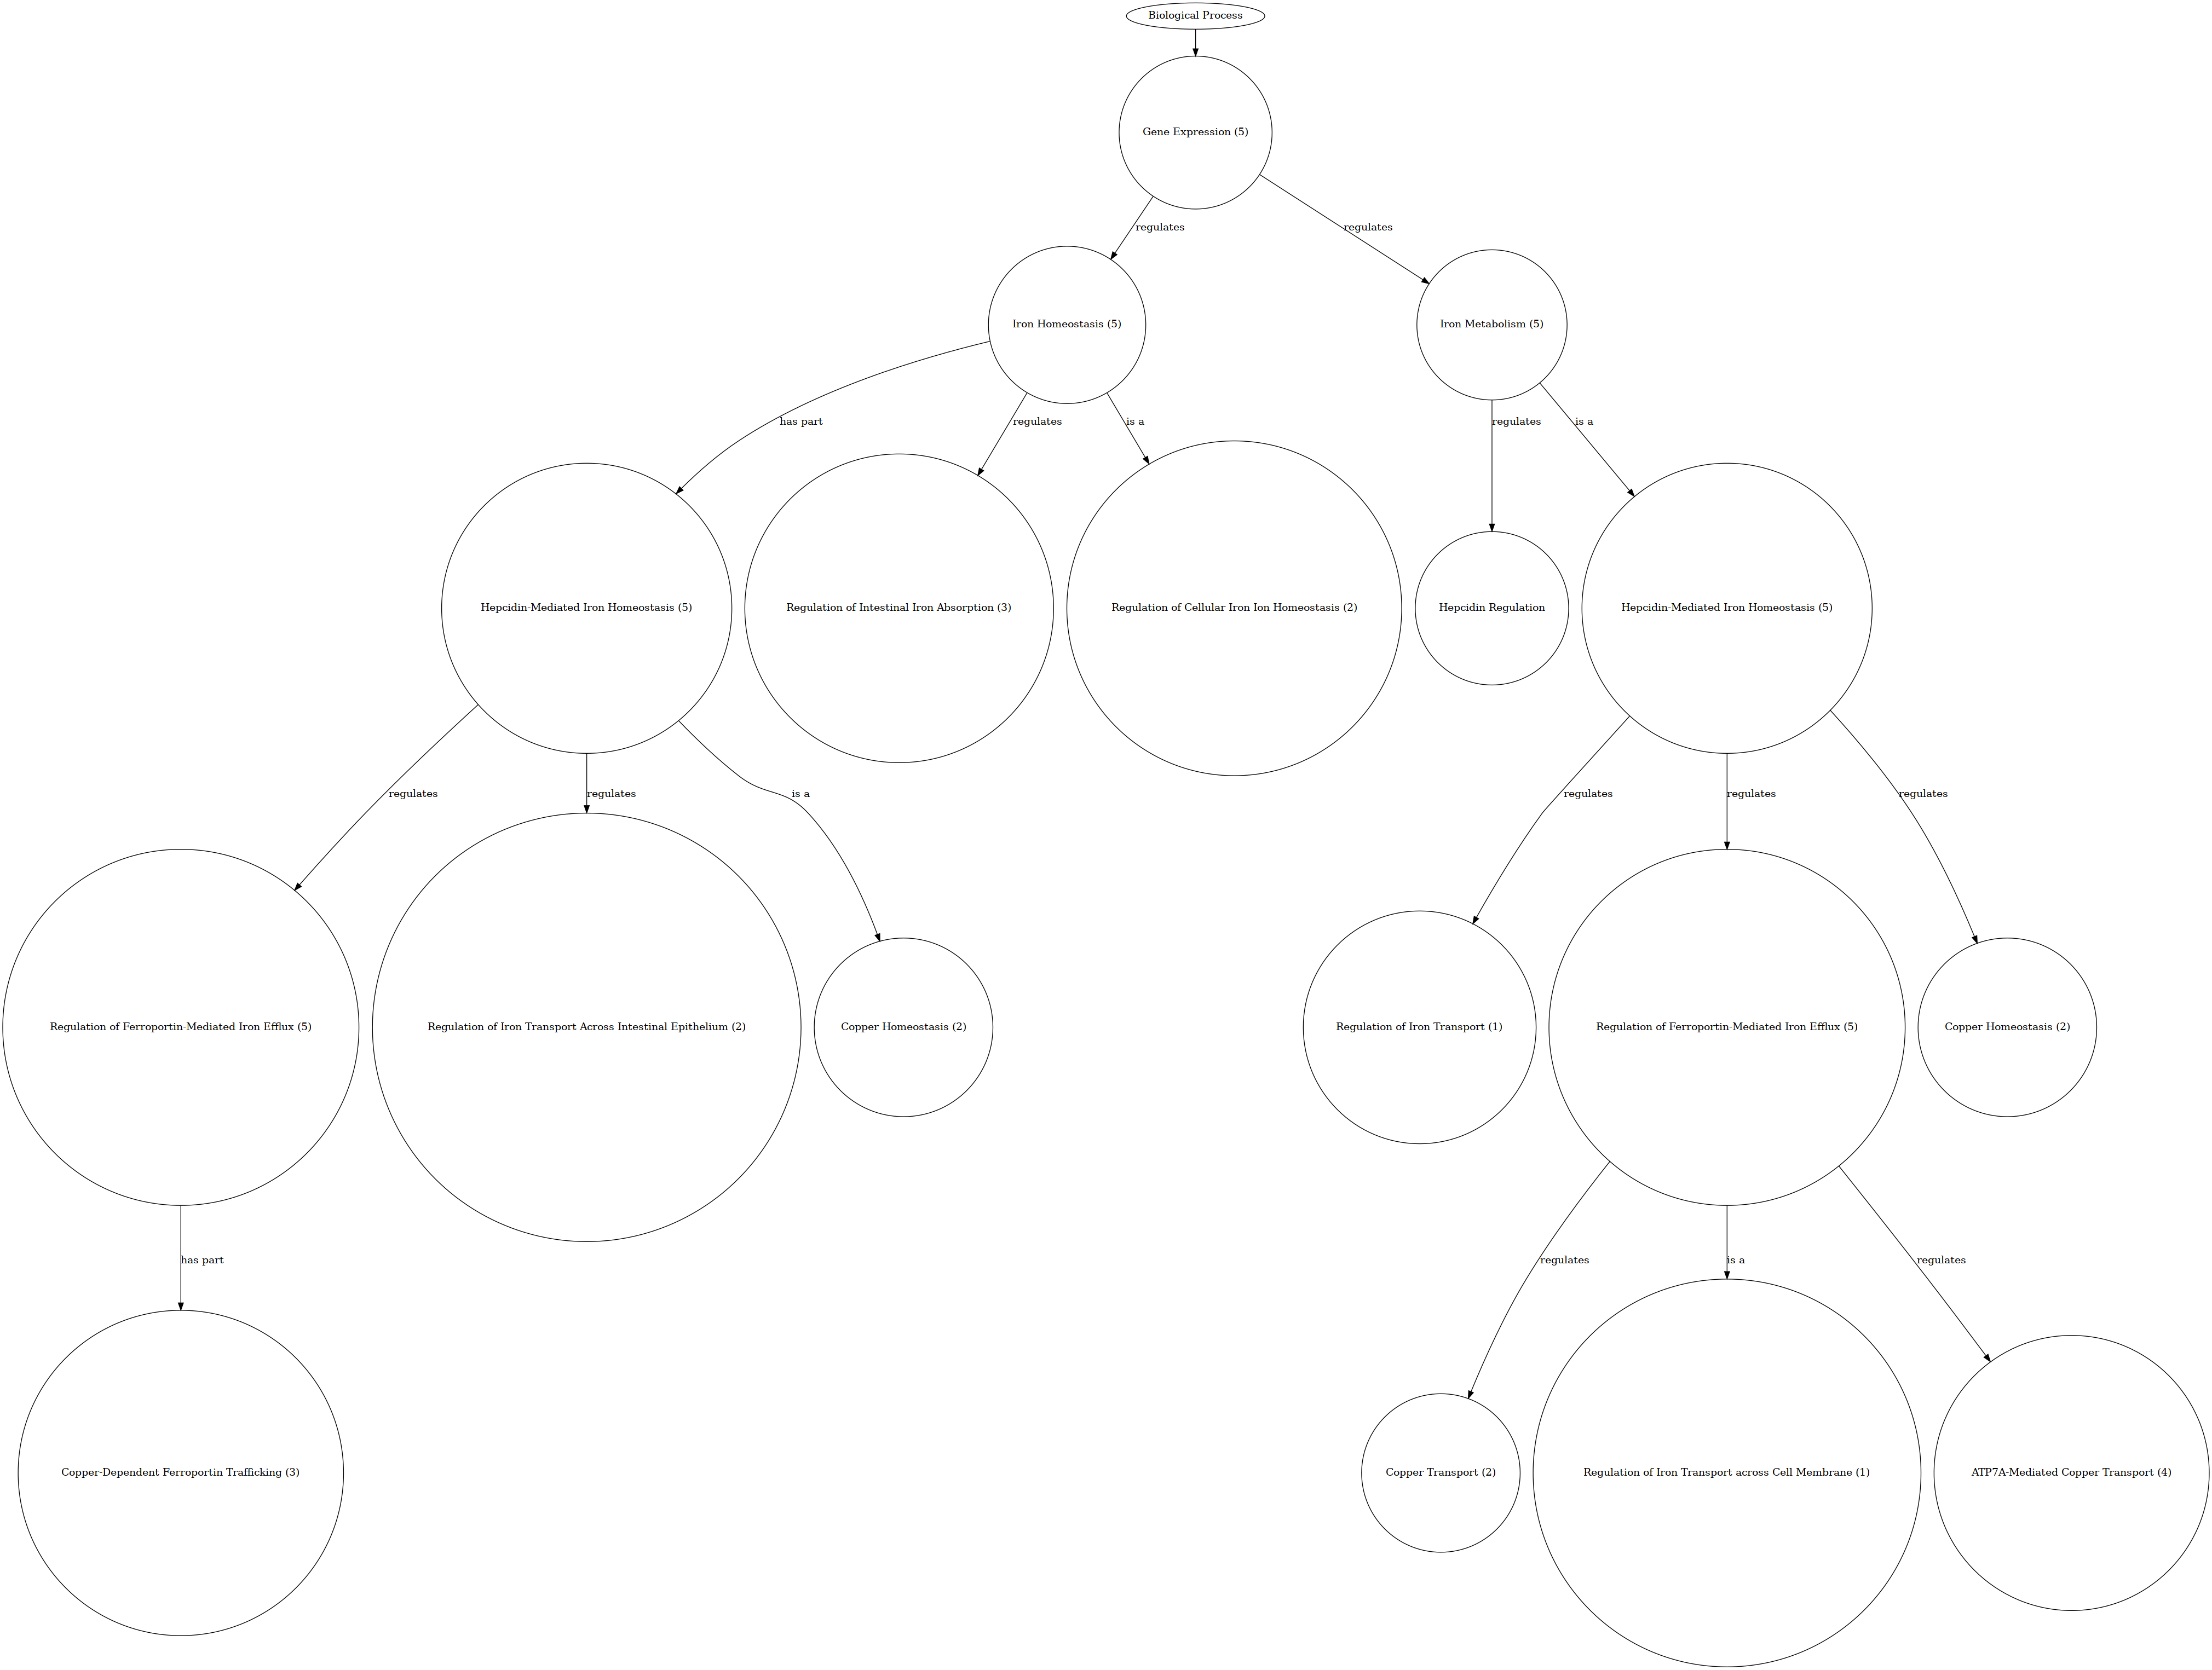 Biological Process
Gene Expression (5)
regulates
regulates
Iron Homeostasis (5)
Iron Metabolism (5)
has part
regulates
is a
regulates
is a
Hepcidin-Mediated Iron Homeostasis (5)
Regulation of Intestinal Iron Absorption (3)
Regulation of Cellular Iron Ion Homeostasis (2)
Hepcidin Regulation
Hepcidin-Mediated Iron Homeostasis (5)
regulates
regulates
is a
regulates
regulates
regulates
Regulation of Ferroportin-Mediated Iron Efflux (5)
Regulation of Iron Transport Across Intestinal Epithelium (2)
Copper Homeostasis (2)
Regulation of Iron Transport (1)
Regulation of Ferroportin-Mediated Iron Efflux (5)
Copper Homeostasis (2)
has part
regulates
is a
regulates
Copper-Dependent Ferroportin Trafficking (3)
Copper Transport (2)
Regulation of Iron Transport across Cell Membrane (1)
ATP7A-Mediated Copper Transport (4)